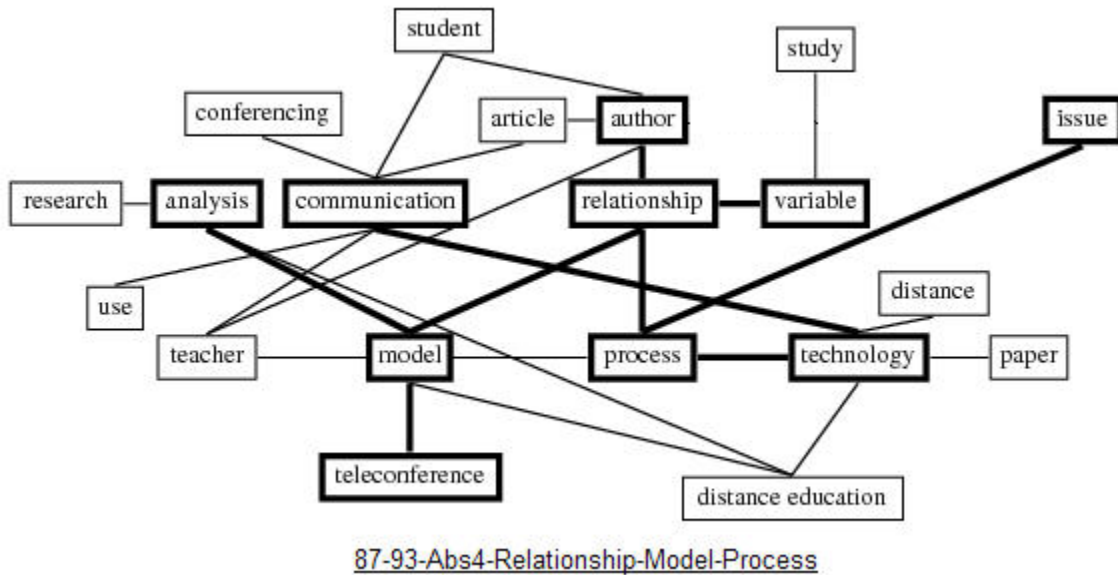 student
study
conferencing
article
author
issue
research
analysis
communication
relationship
variable
use
distance
teacher
model
process
technology
paper
teleconference
distance education
87-93-Abs4-Relationship-Model-Process